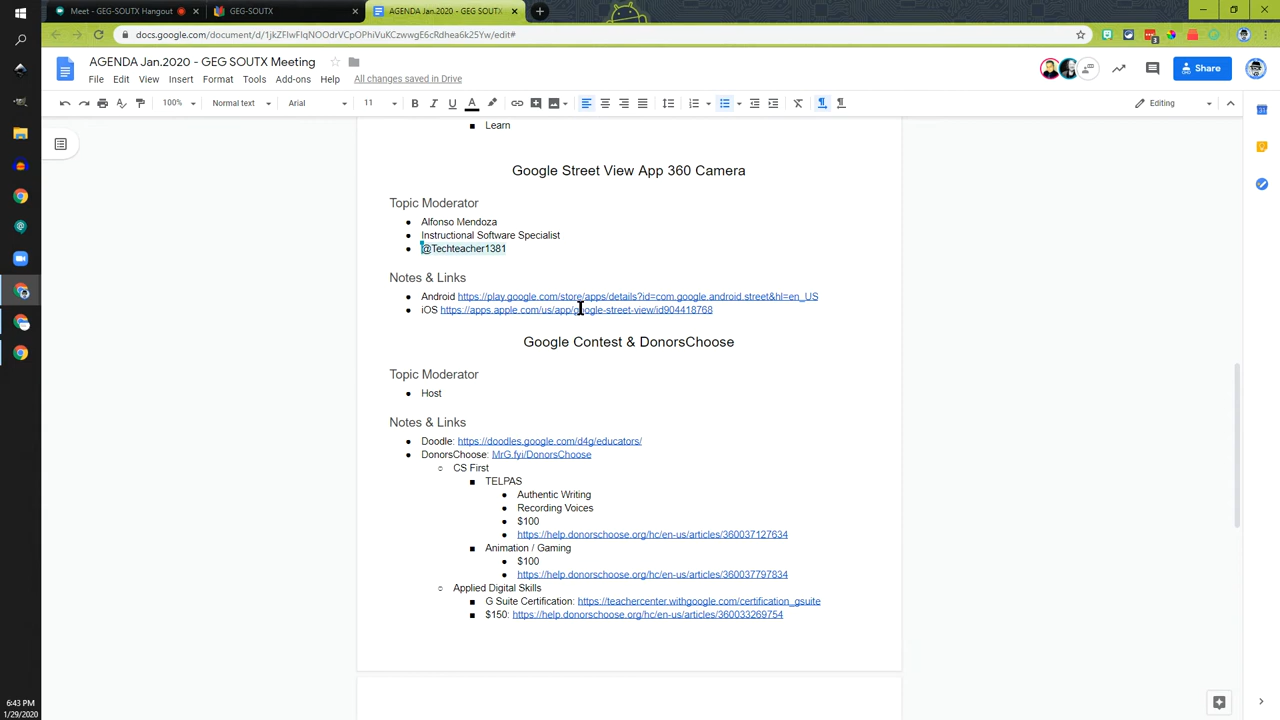 Meet - GEG-SOUTX Hangout
GEG-SOUTX
AGENDA Jan.2020 - GEG SOUTX
docs.google.com/document/d/1jkZFIwFlqNOOdrVCpOPhiVuKCzwwgE6cRdhea6k25Yw/edit#
AGENDA Jan.2020 - GEG SOUTX Meeting
File Edit View Insert Format Tools Add-ons Help All changes saved in Drive
Share
100% Normal text Arial 11 Editing
Learn
Google Street View App 360 Camera
Topic Moderator
Alfonso Mendoza
Instructional Software Specialist
@Techteacher1381
Notes & Links
Android https://play.google.com/store/apps/details?id=com.google.android.street&hl=en_US
iOS https://apps.apple.com/us/app/google-street-view/id904418768
Google Contest & DonorsChoose
Topic Moderator
Host
Notes & Links
Doodle: https://doodles.google.com/d4g/educators/
DonorsChoose: MrG.fyi/DonorsChoose
CS First
TELPAS
Authentic Writing
Recording Voices
$100
https://help.donorschoose.org/hc/en-us/articles/360037127634
Animation / Gaming
$100
https://help.donorschoose.org/hc/en-us/articles/360037797834
Applied Digital Skills
G Suite Certification: https://teachercenter.withgoogle.com/certification_gsuite
$150: https://help.donorschoose.org/hc/en-us/articles/360033269754
6:43 PM
1/29/2020